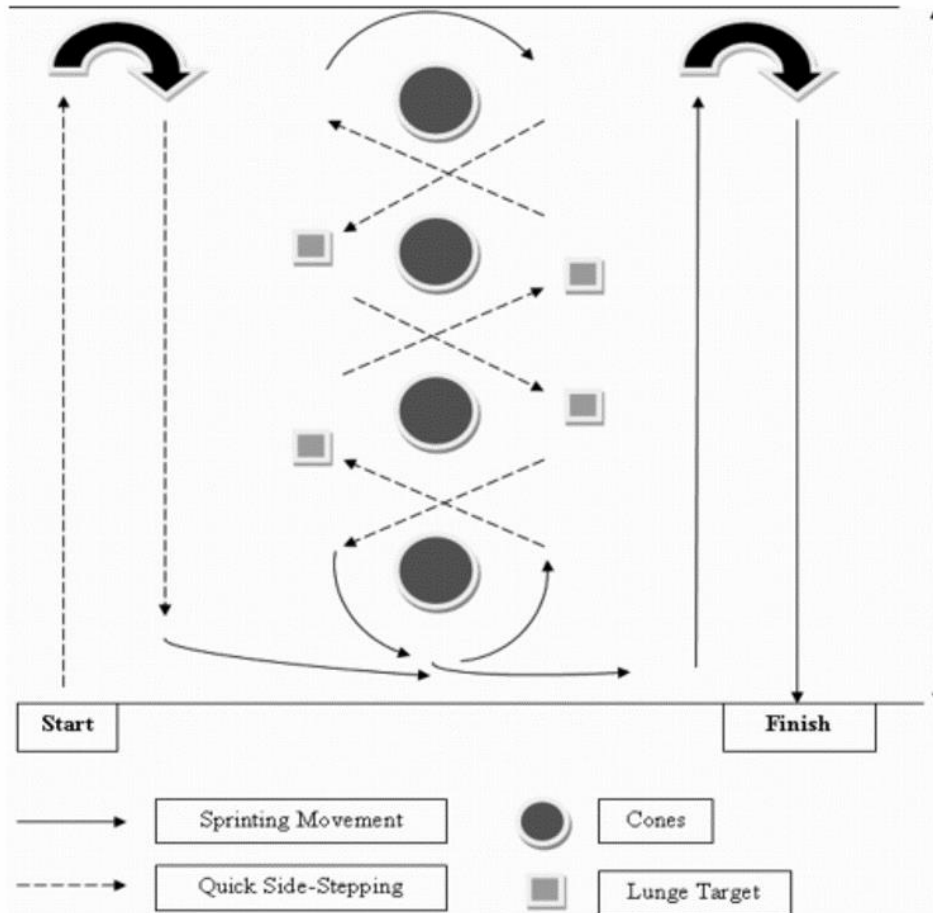 Start
Finish
Sprinting Movement
Cones
Quick Side-Stepping
Lunge Target